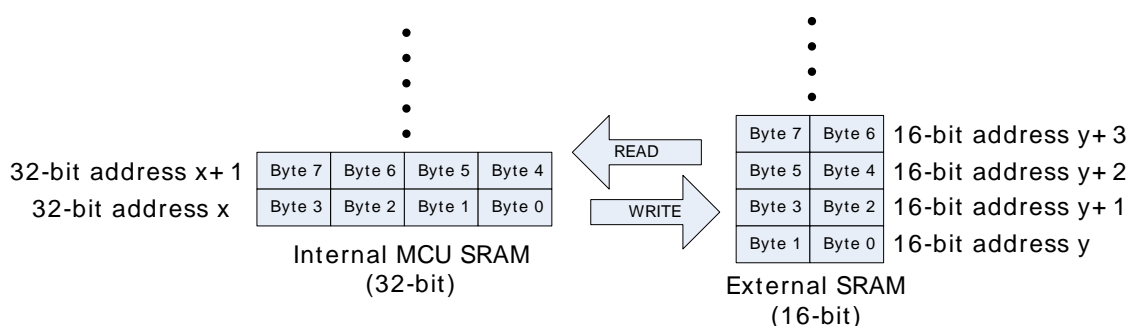 READ
Byte 7 Byte 6 16-bit address y+3
32-bit address x+1 Byte 7 Byte 6 Byte 5 Byte 4
Byte 5 Byte 4 16-bit address y+2
32-bit address x Byte 3 Byte 2 Byte 1 Byte 0
WRITE
Byte 3 Byte 2 16-bit address y+1
Byte 1 Byte 0 16-bit address y
Internal MCU SRAM
(32-bit)
External SRAM
(16-bit)